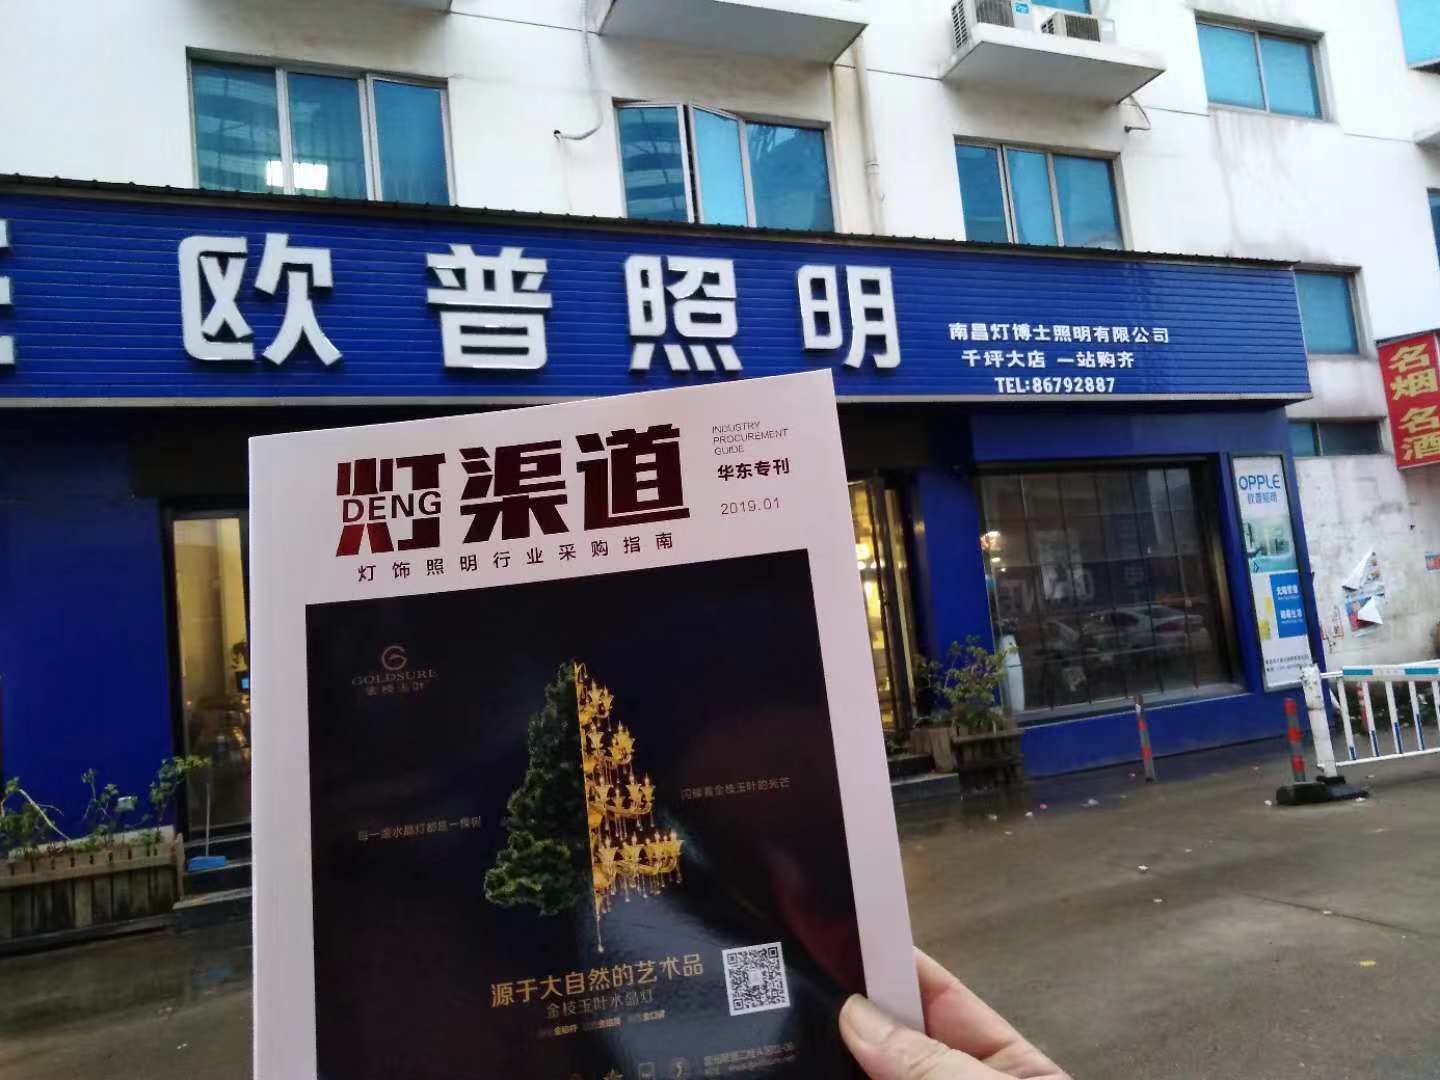 欧普照明
南昌灯博士照明有限公司
千坪大店 一站购齐
TEL:86792887
名烟名酒
OPPLE
欧普照明
灯渠道
DENG
INDUSTRY
PROCUREMENT
GUIDE
华东专刊
2019.01
灯饰照明行业采购指南
GOLDSURE
金枝玉叶
每一盏水晶灯都是一棵树
闪耀着金枝玉叶的光芒
源于大自然的艺术品
金枝玉叶水晶灯